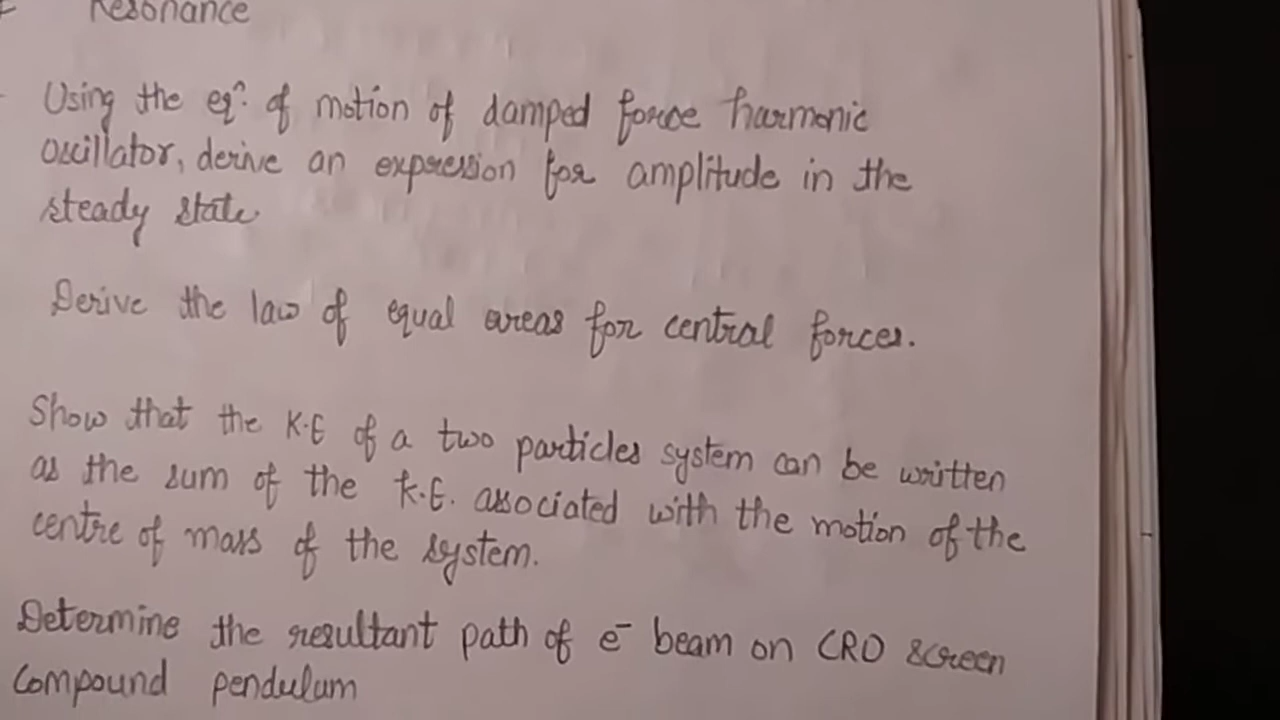 Resonance
Using the eqⁿ. of motion of damped force harmonic
oscillator, derive an expression for amplitude in the
steady state
Derive the law of equal areas for central forces.
Show that the K.E of a two particles system can be written
as the sum of the K.E. associated with the motion of the
centre of mass of the system.
Determine the resultant path of e⁻ beam on CRO screen
Compound pendulum